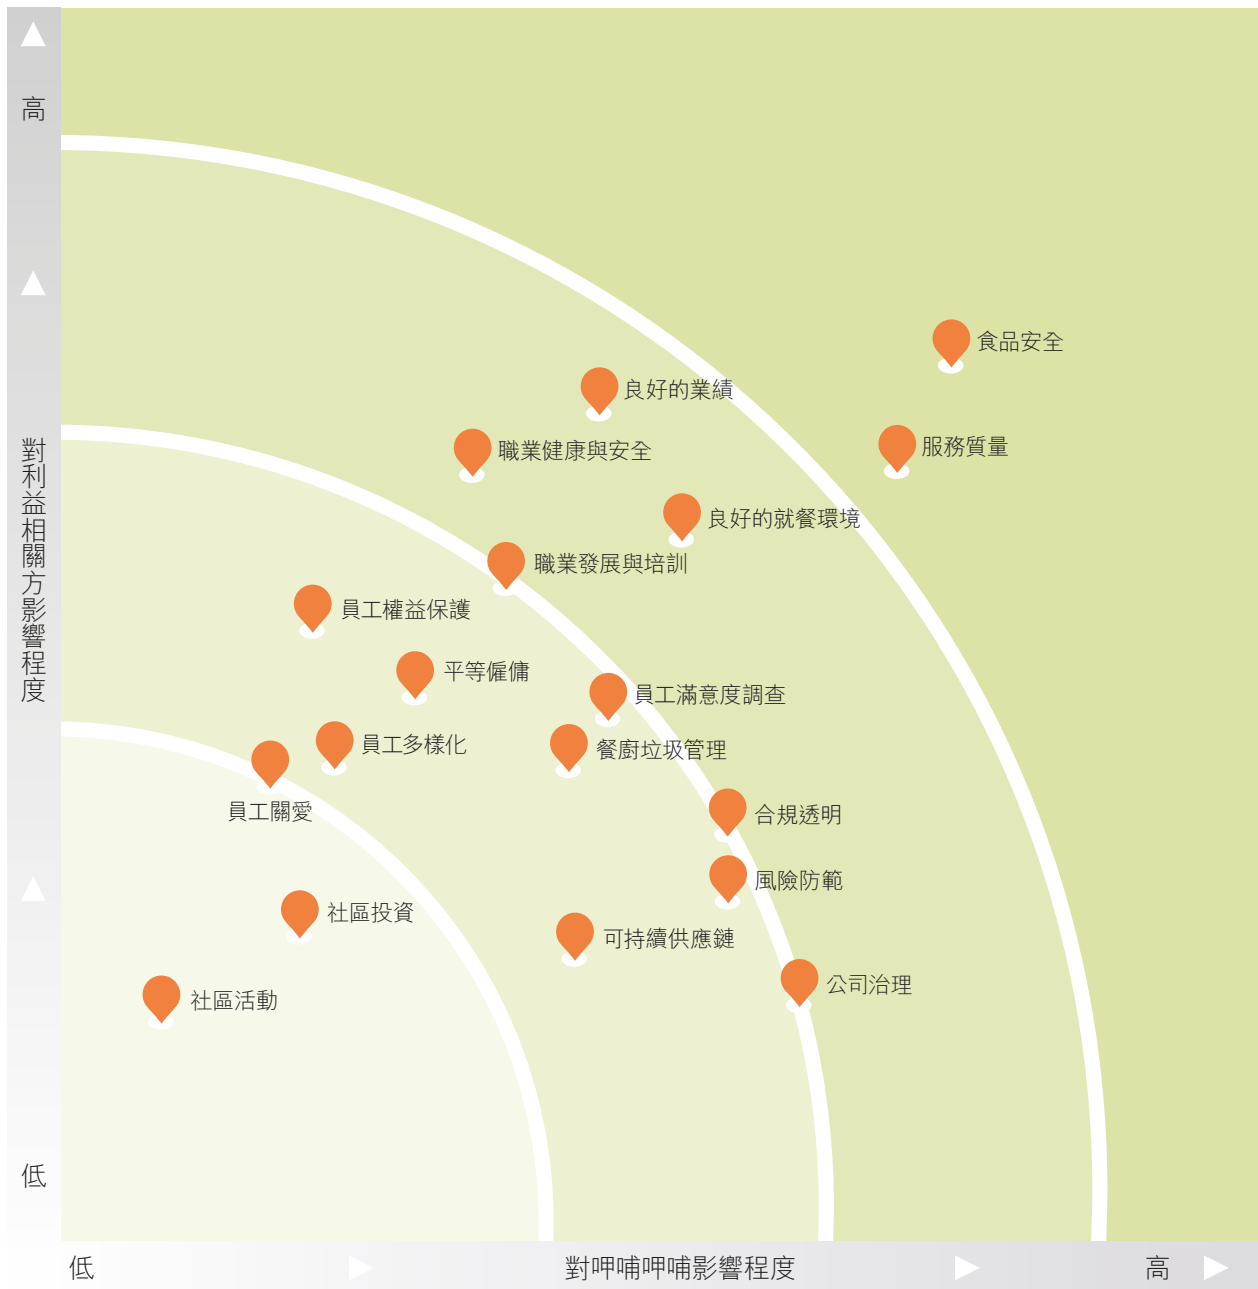 高
對利益相關方影響程度
低
食品安全
良好的業績
服務質量
職業健康與安全
良好的就餐環境
職業發展與培訓
員工權益保護
平等僱傭
員工滿意度調查
員工多樣化
餐廚垃圾管理
員工關愛
合規透明
風險防範
社區投資
可持續供應鏈
公司治理
社區活動
低
對呷哺呷哺影響程度
高